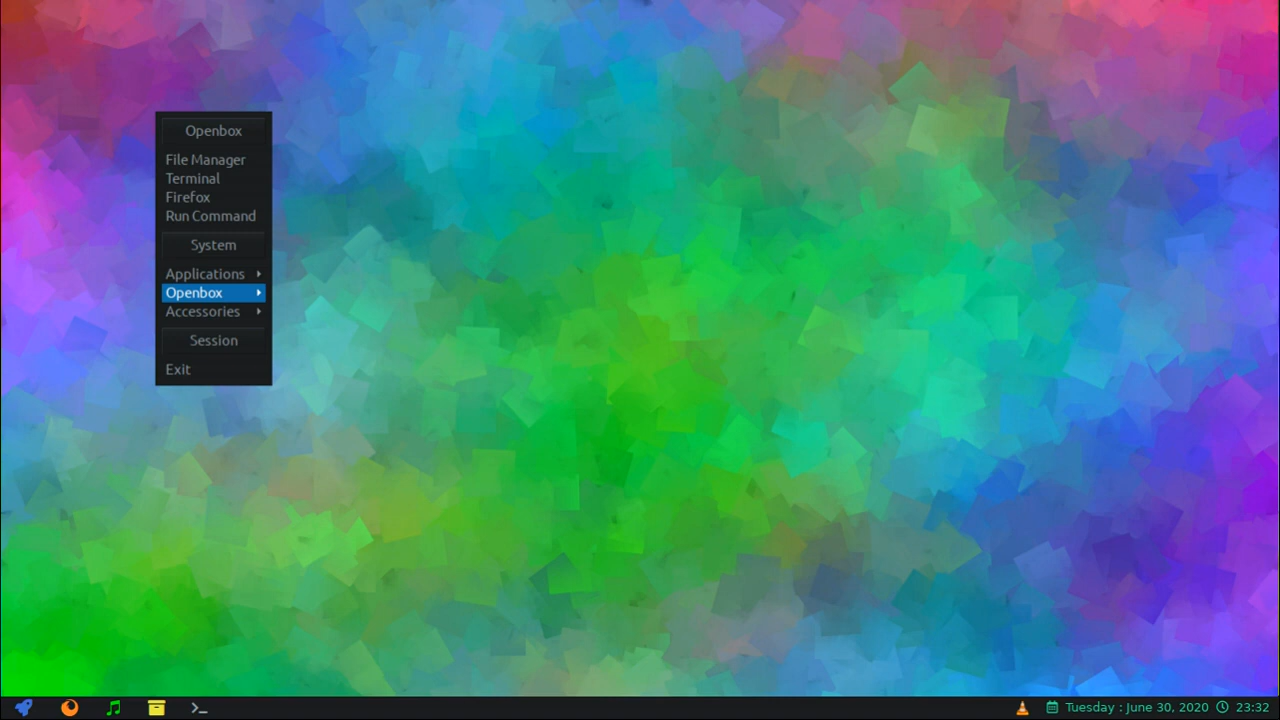 Openbox
File Manager
Terminal
Firefox
Run Command
System
Applications
Openbox
Accessories
Session
Exit
Tuesday : June 30, 2020 23:32